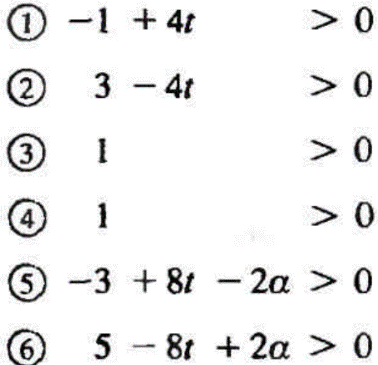 ① −1 + 4t > 0
② 3 − 4t > 0
③ 1 > 0
④ 1 > 0
⑤ −3 + 8t − 2α > 0
⑥ 5 − 8t + 2α > 0